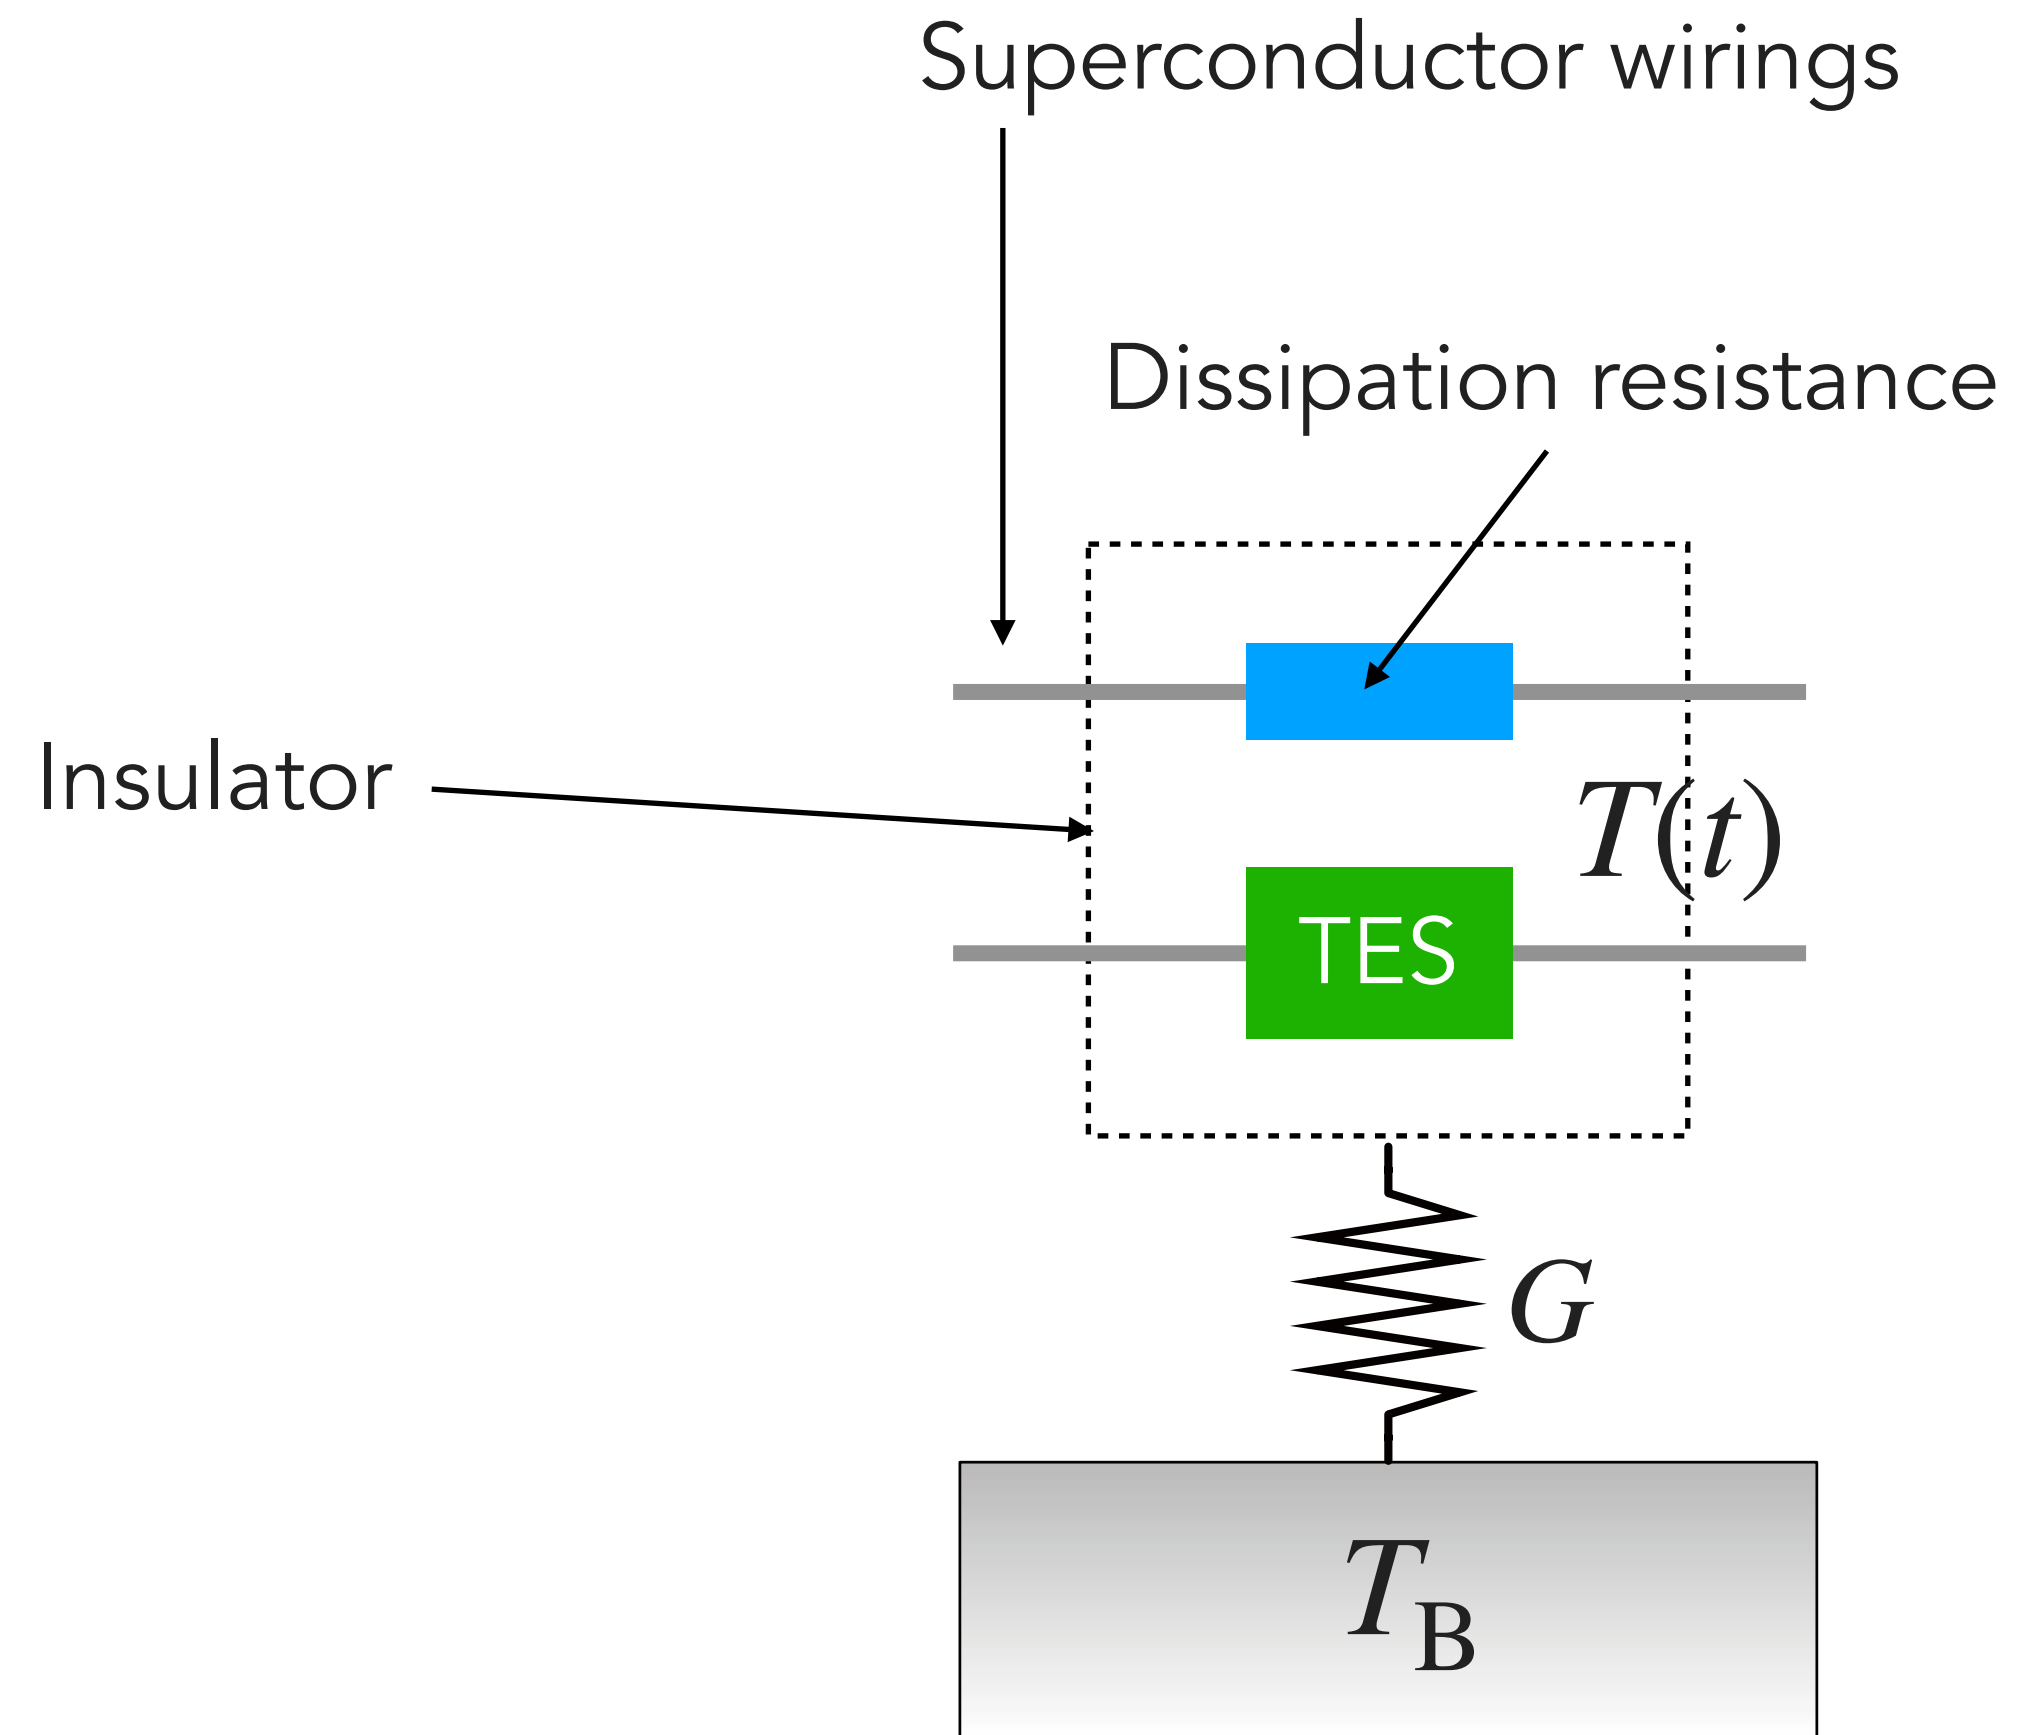 Superconductor wirings
Dissipation resistance
Insulator
T(t)
TES
G
T_B